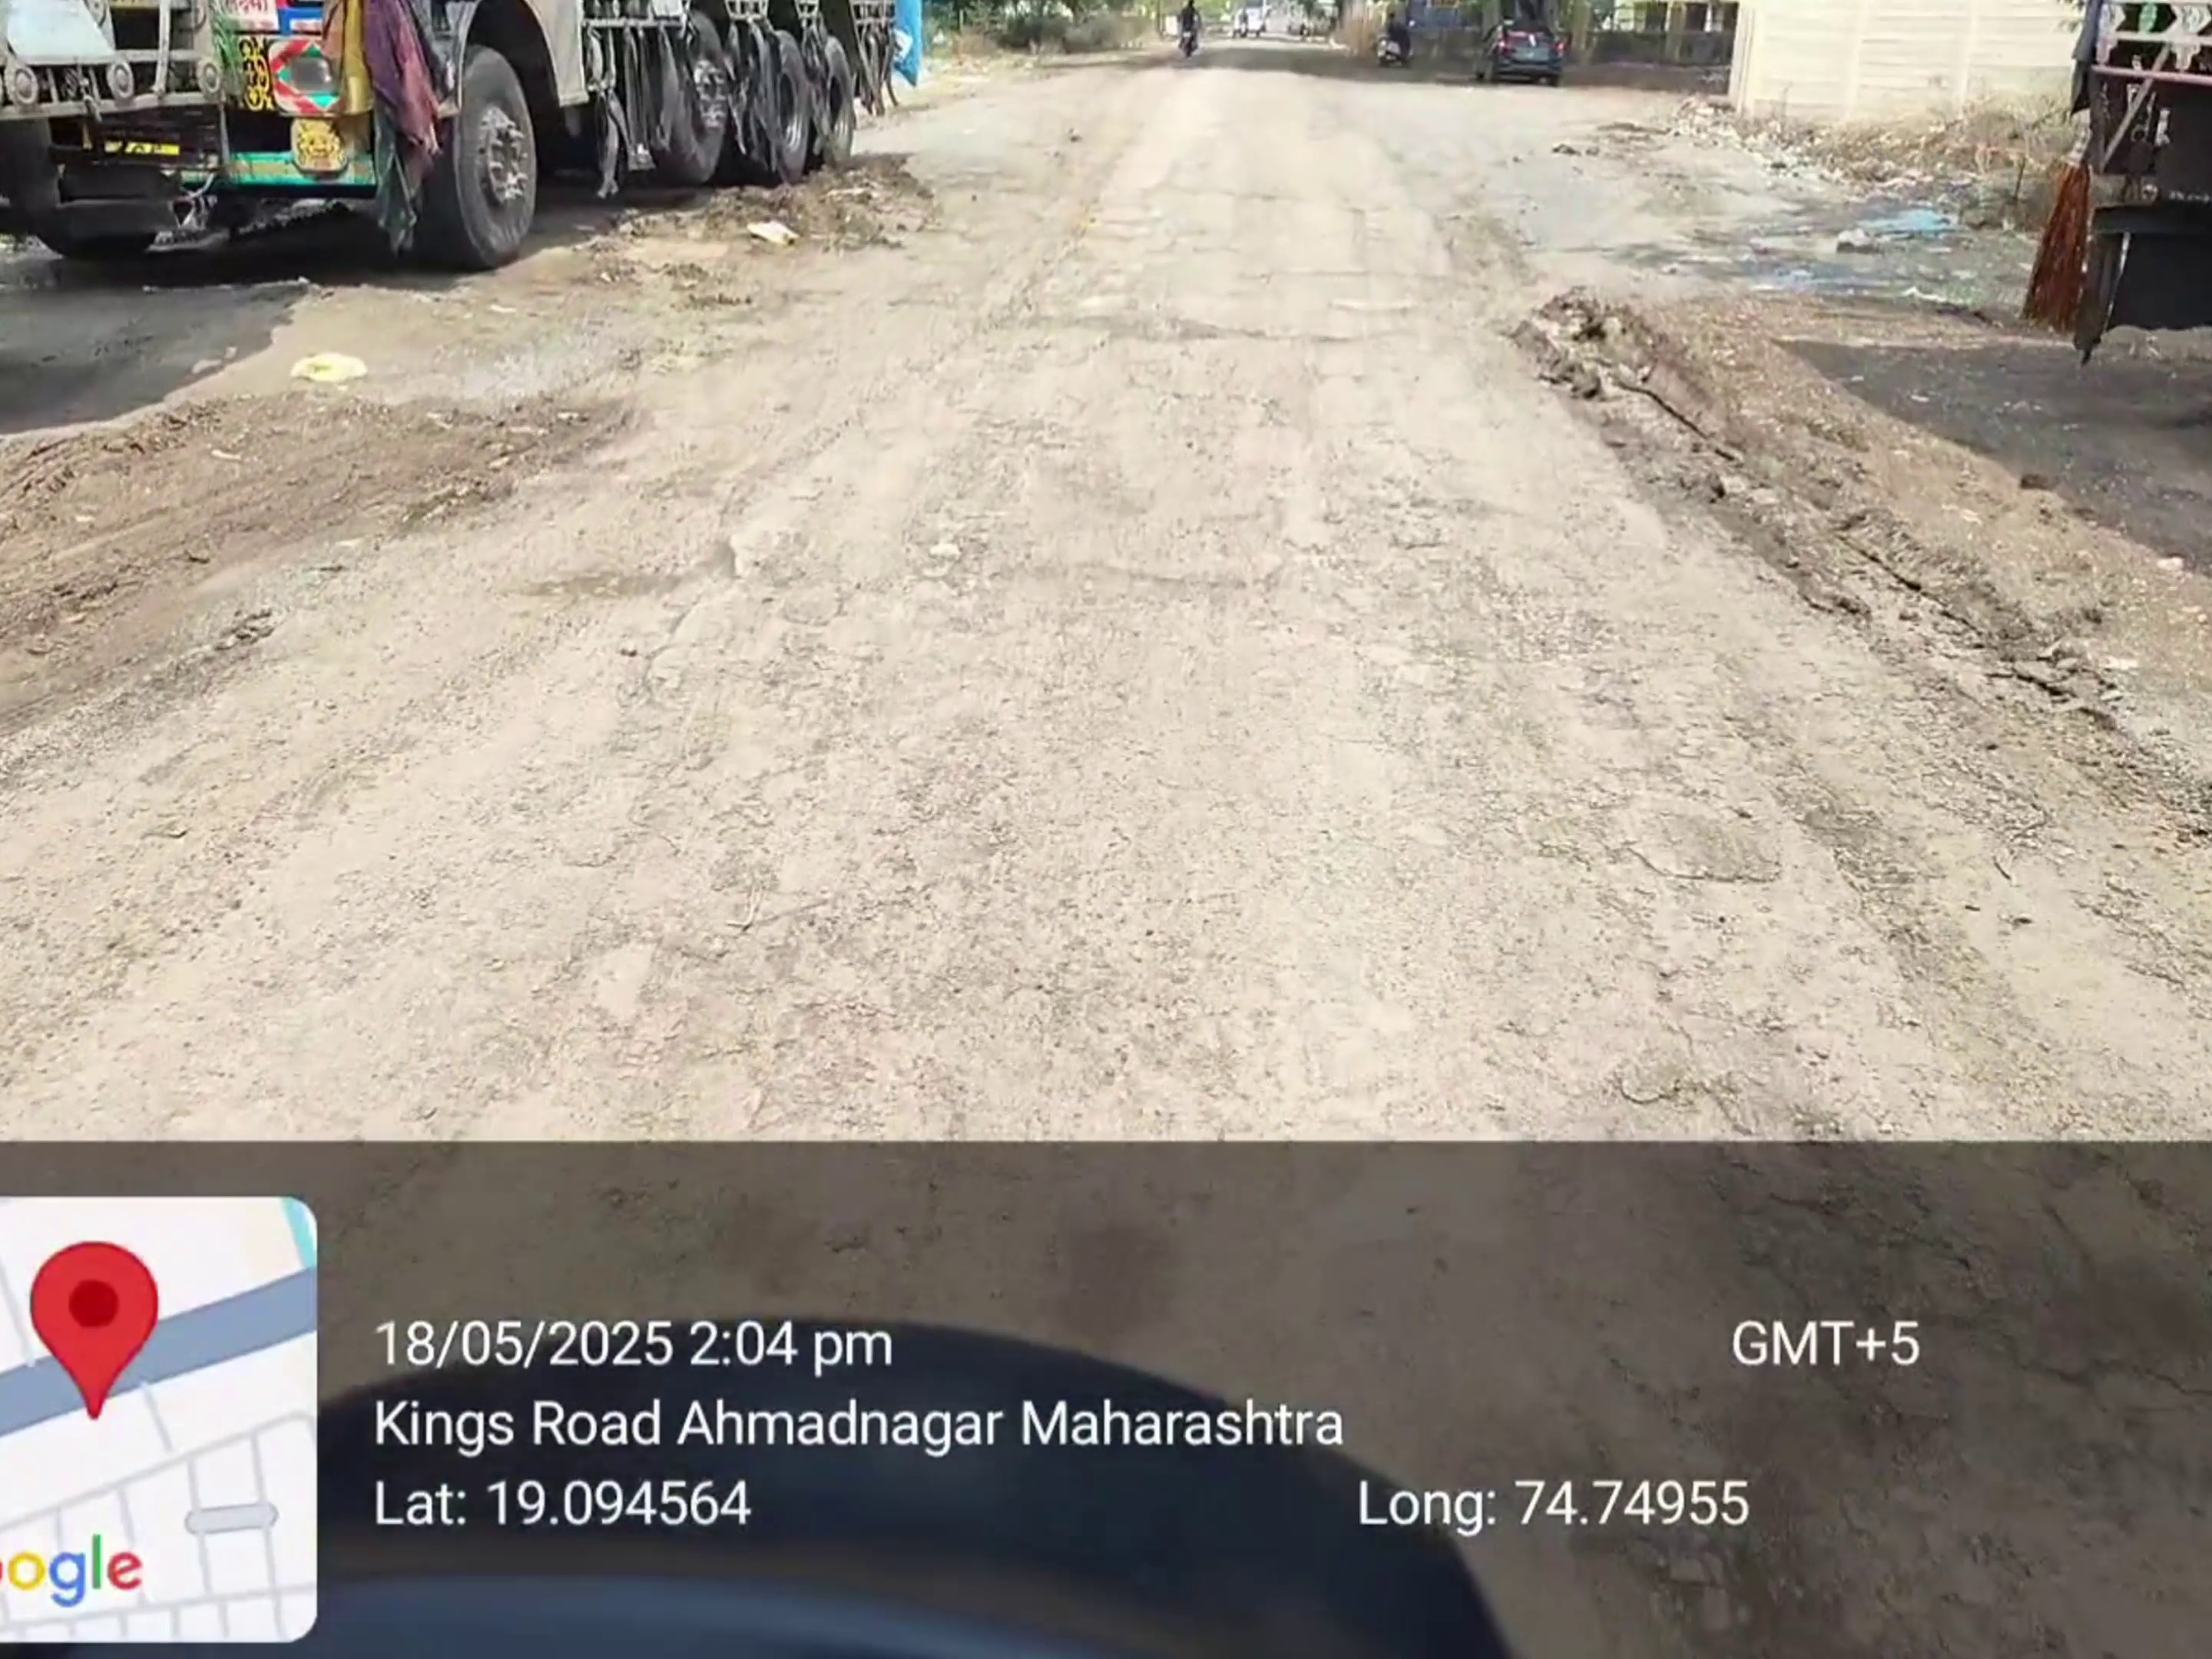 18/05/2025 2:04 pm GMT+5
Kings Road Ahmadnagar Maharashtra
Lat: 19.094564 Long: 74.74955
oogle